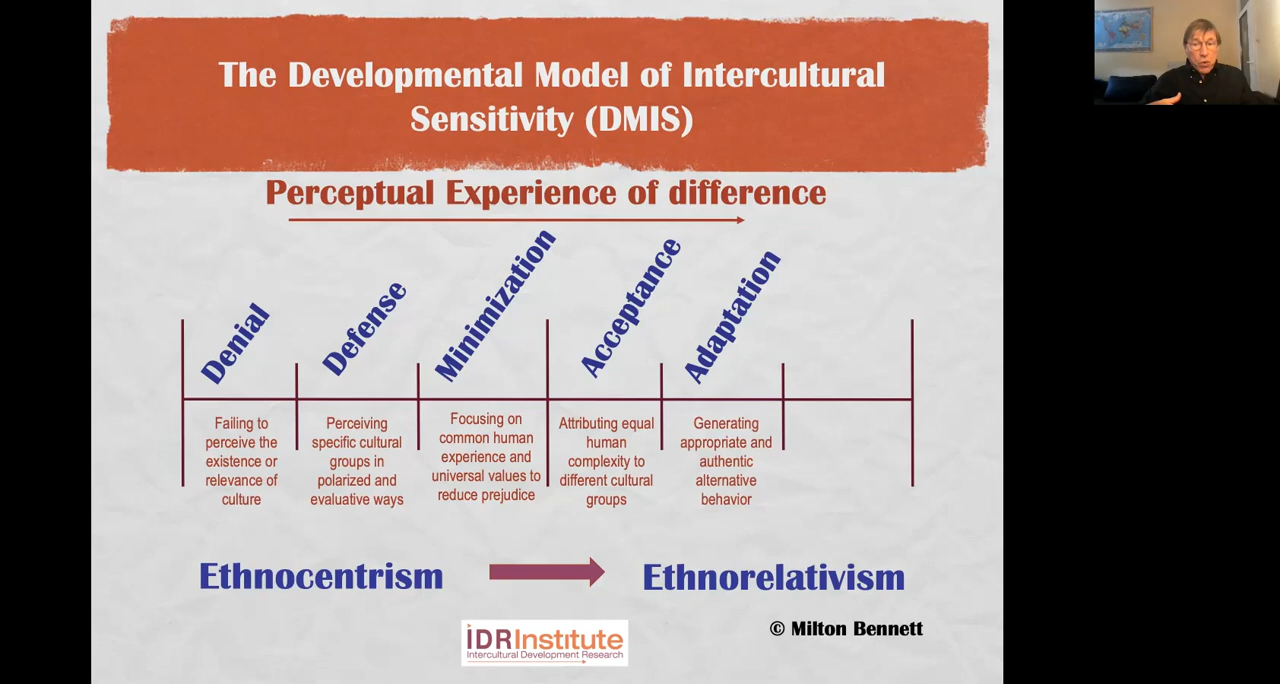 The Developmental Model of Intercultural
Sensitivity (DMIS)
Perceptual Experience of difference
Denial
Defense
Minimization
Acceptance
Adaptation
Failing to
perceive the
existence or
relevance of
culture
Perceiving
specific cultural
groups in
polarized and
evaluative ways
Focusing on
common human
experience and
universal values to
reduce prejudice
Attributing equal
human
complexity to
different cultural
groups
Generating
appropriate and
authentic
alternative
behavior
Ethnocentrism
Ethnorelativism
IDRInstitute
Intercultural Development Research
© Milton Bennett